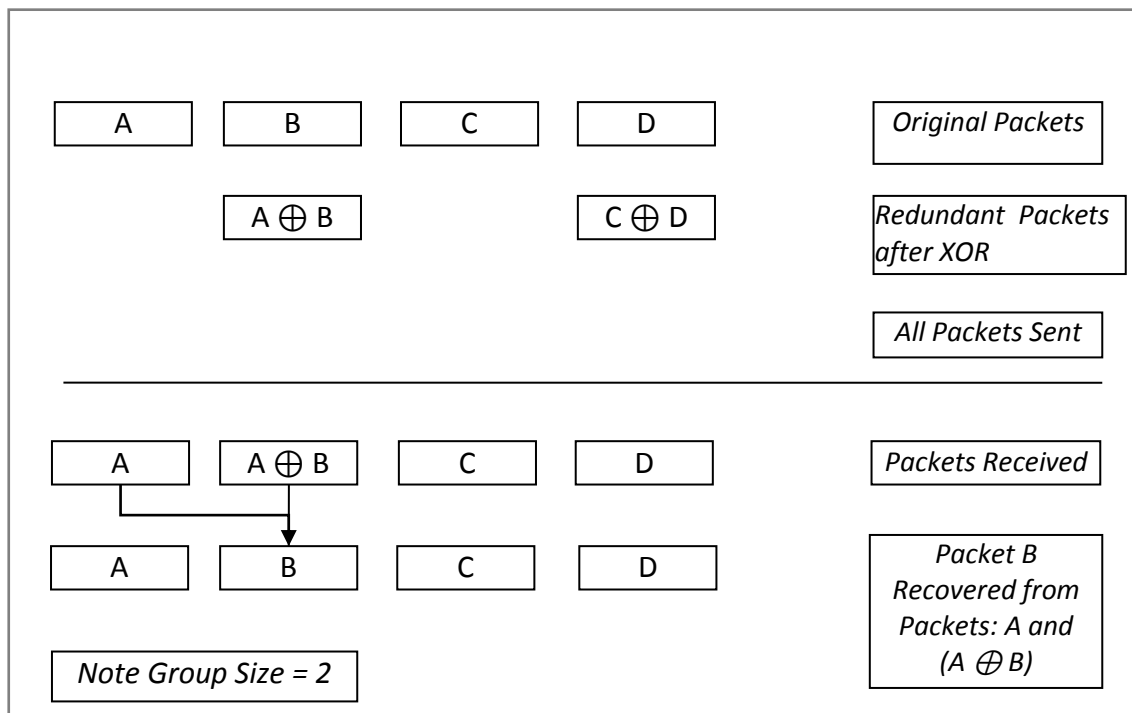 A B C D Original Packets
A ⊕ B C ⊕ D Redundant Packets
after XOR
All Packets Sent
A A ⊕ B C D Packets Received
A B C D Packet B
Recovered from
Packets: A and
(A ⊕ B)
Note Group Size = 2